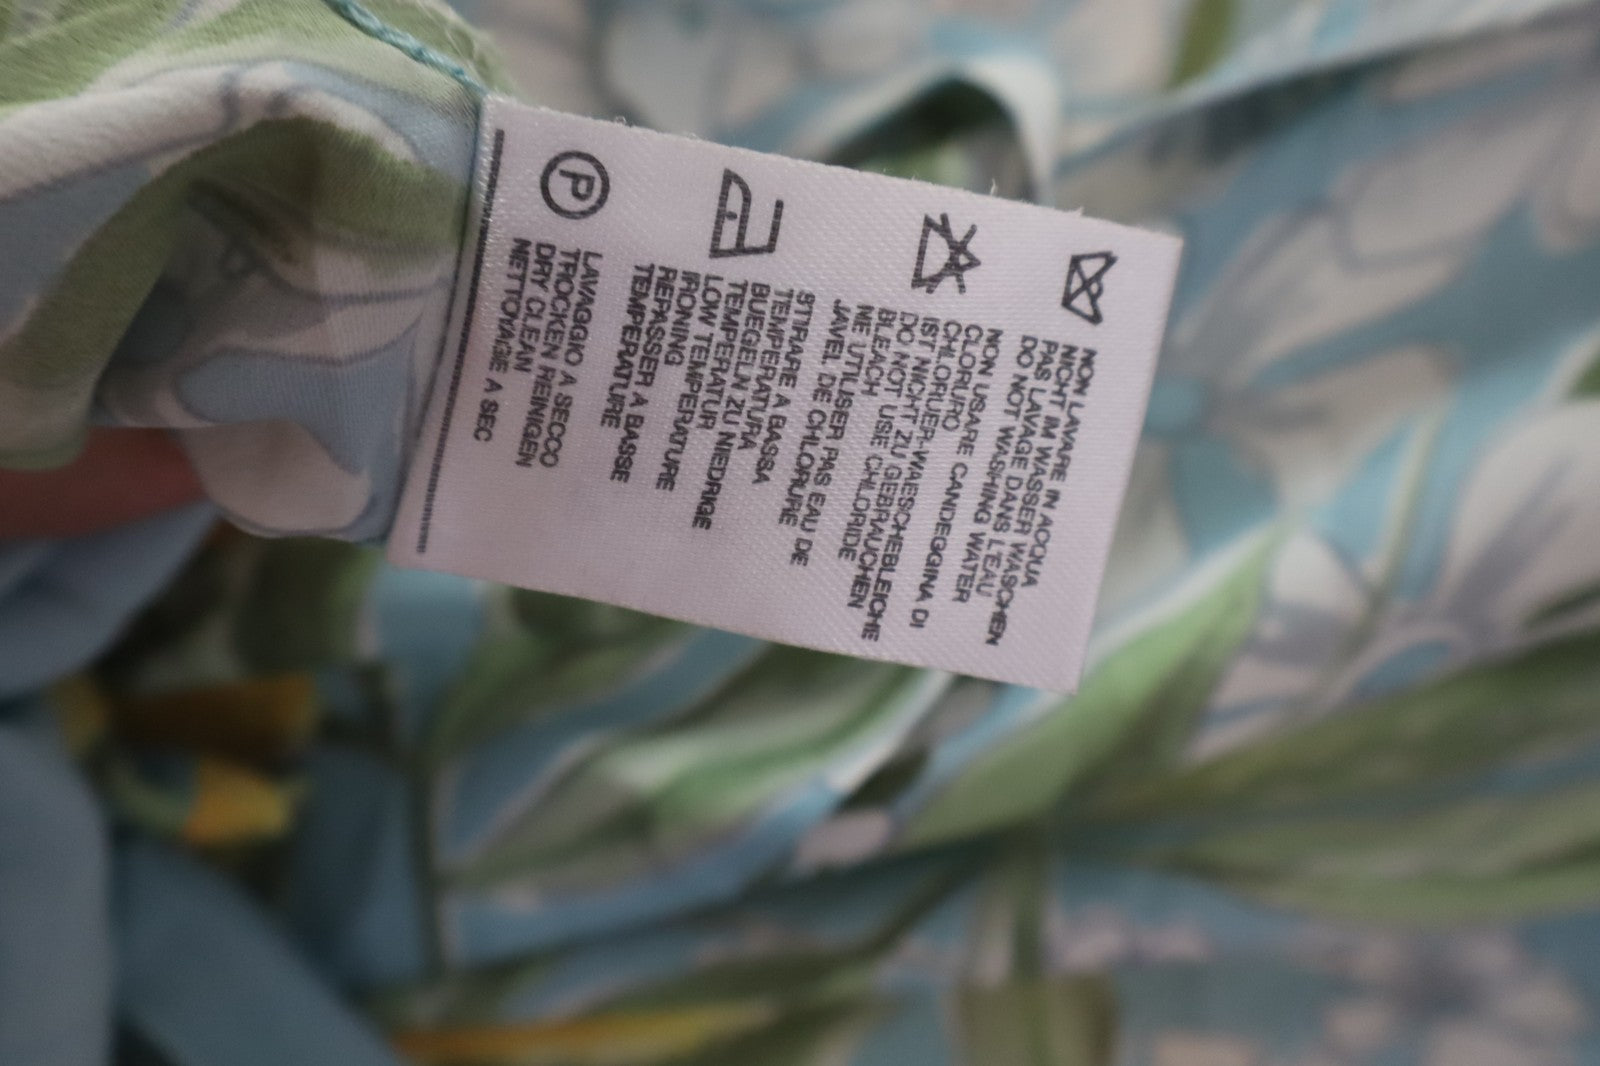 NON LAVARE IN ACQUA
NICHT IM WASSER WASCHEN
PAS LAVAGE DANS L'EAU
DO NOT WASHING WATER
NON USARE CANDEGGINA DI
CLORURO
CHLORUER-WAESCHEBLEICHE
IST NICHT ZU GEBRAUCHEN
DO NOT USE CHLORIDE
BLEACH
NE UTILISER PAS EAU DE
JAVEL DE CHLORURE
STIRARE A BASSA
TEMPERATURA
BUEGELN ZU NIEDRIGE
TEMPERATUR
LOW TEMPERATURE
IRONING
REPASSER A BASSE
TEMPERATURE
P
LAVAGGIO A SECCO
TROCKEN REINIGEN
DRY CLEAN
NETTOYAGE A SEC